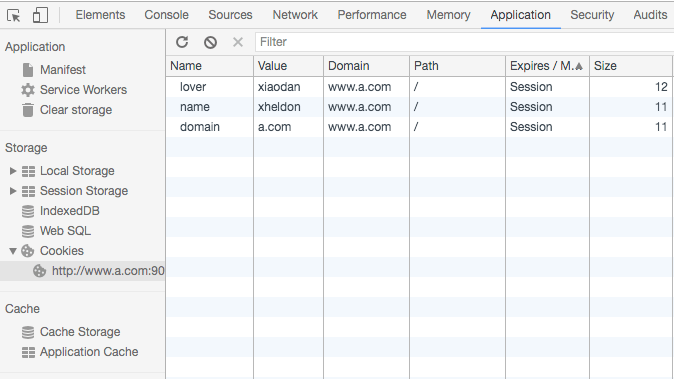 Elements Console Sources Network Performance Memory Application Security Audits
Application
Manifest
Service Workers
Clear storage
Storage
Local Storage
Session Storage
IndexedDB
Web SQL
Cookies
http://www.a.com:90
Cache
Cache Storage
Application Cache
Filter
Name Value Domain Path Expires / M... Size
lover xiaodan www.a.com / Session 12
name xheldon www.a.com / Session 11
domain a.com www.a.com / Session 11